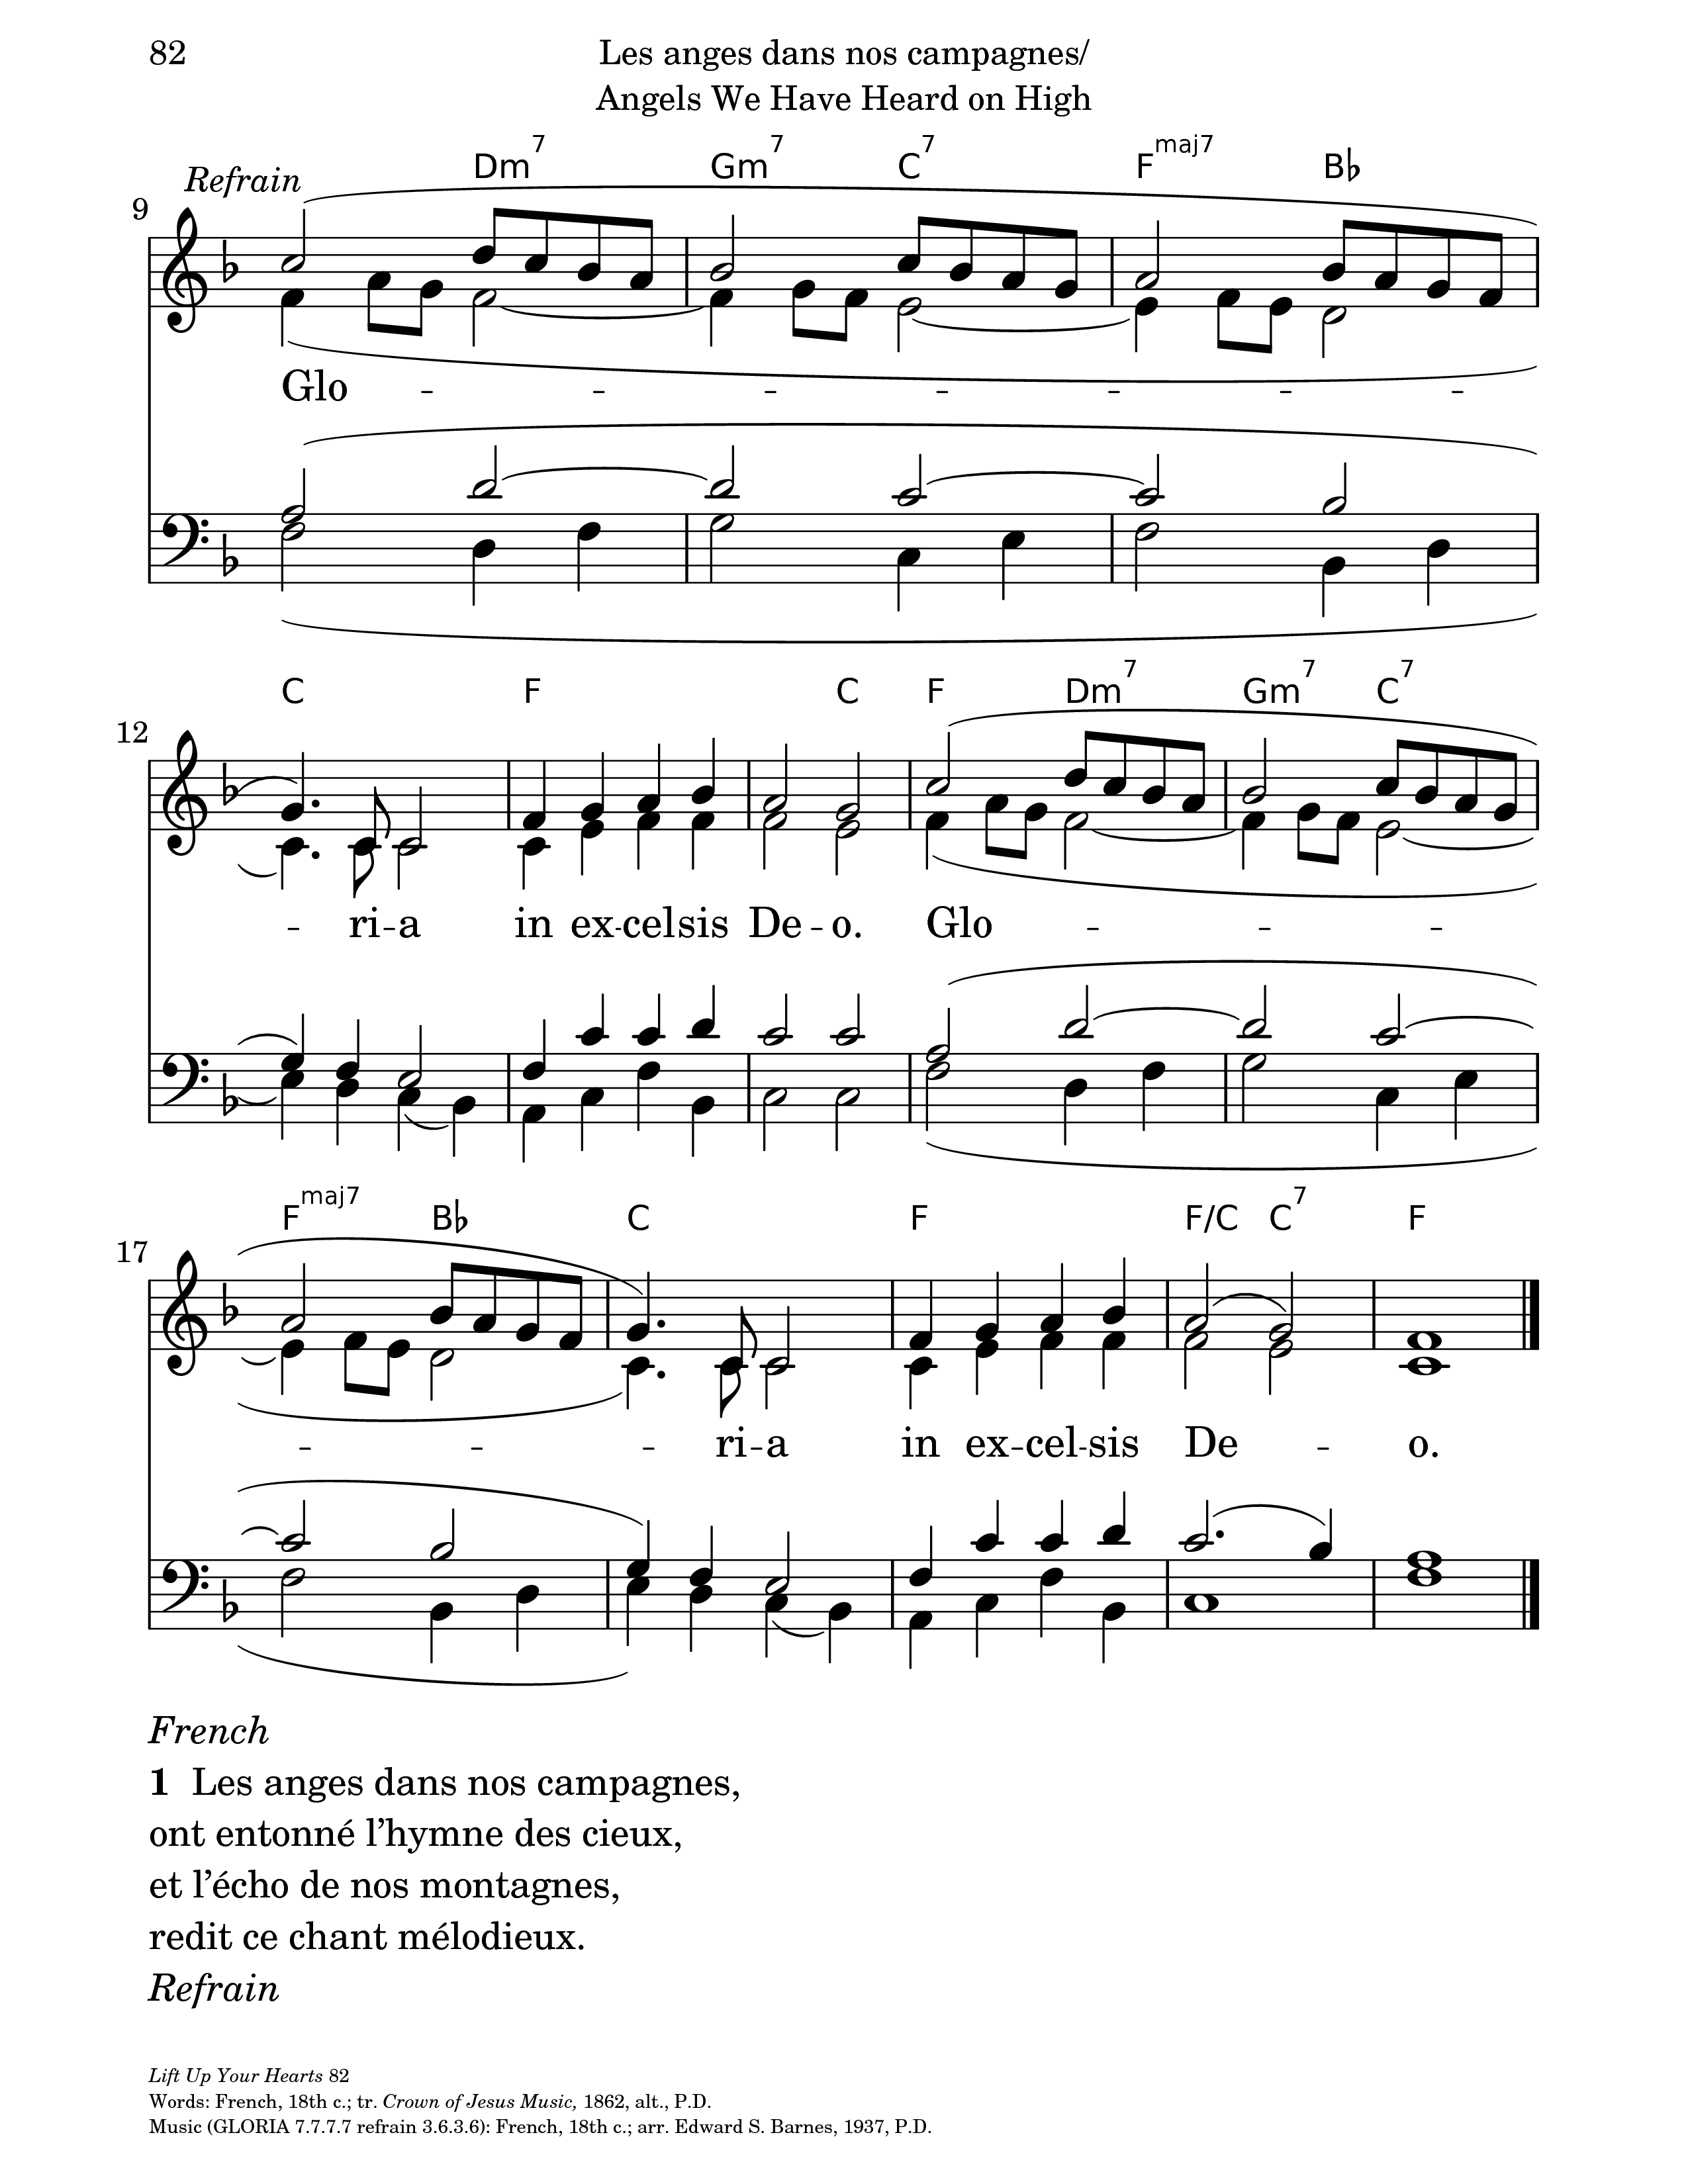 82
Les anges dans nos campagnes/
Angels We Have Heard on High
Dm7 Gm7 C7 Fmaj7 B♭
Refrain
9
Glo - - - - - - -
C F C F Dm7 Gm7 C7
12
- ri - a in ex - cel - sis De - o. Glo - - -
Fmaj7 B♭ C F F/C C7 F
17
- - - ri - a in ex - cel - sis De - o.
French
1 Les anges dans nos campagnes,
ont entonné l’hymne des cieux,
et l’écho de nos montagnes,
redit ce chant mélodieux.
Refrain
Lift Up Your Hearts 82
Words: French, 18th c.; tr. Crown of Jesus Music, 1862, alt., P.D.
Music (GLORIA 7.7.7.7 refrain 3.6.3.6): French, 18th c.; arr. Edward S. Barnes, 1937, P.D.